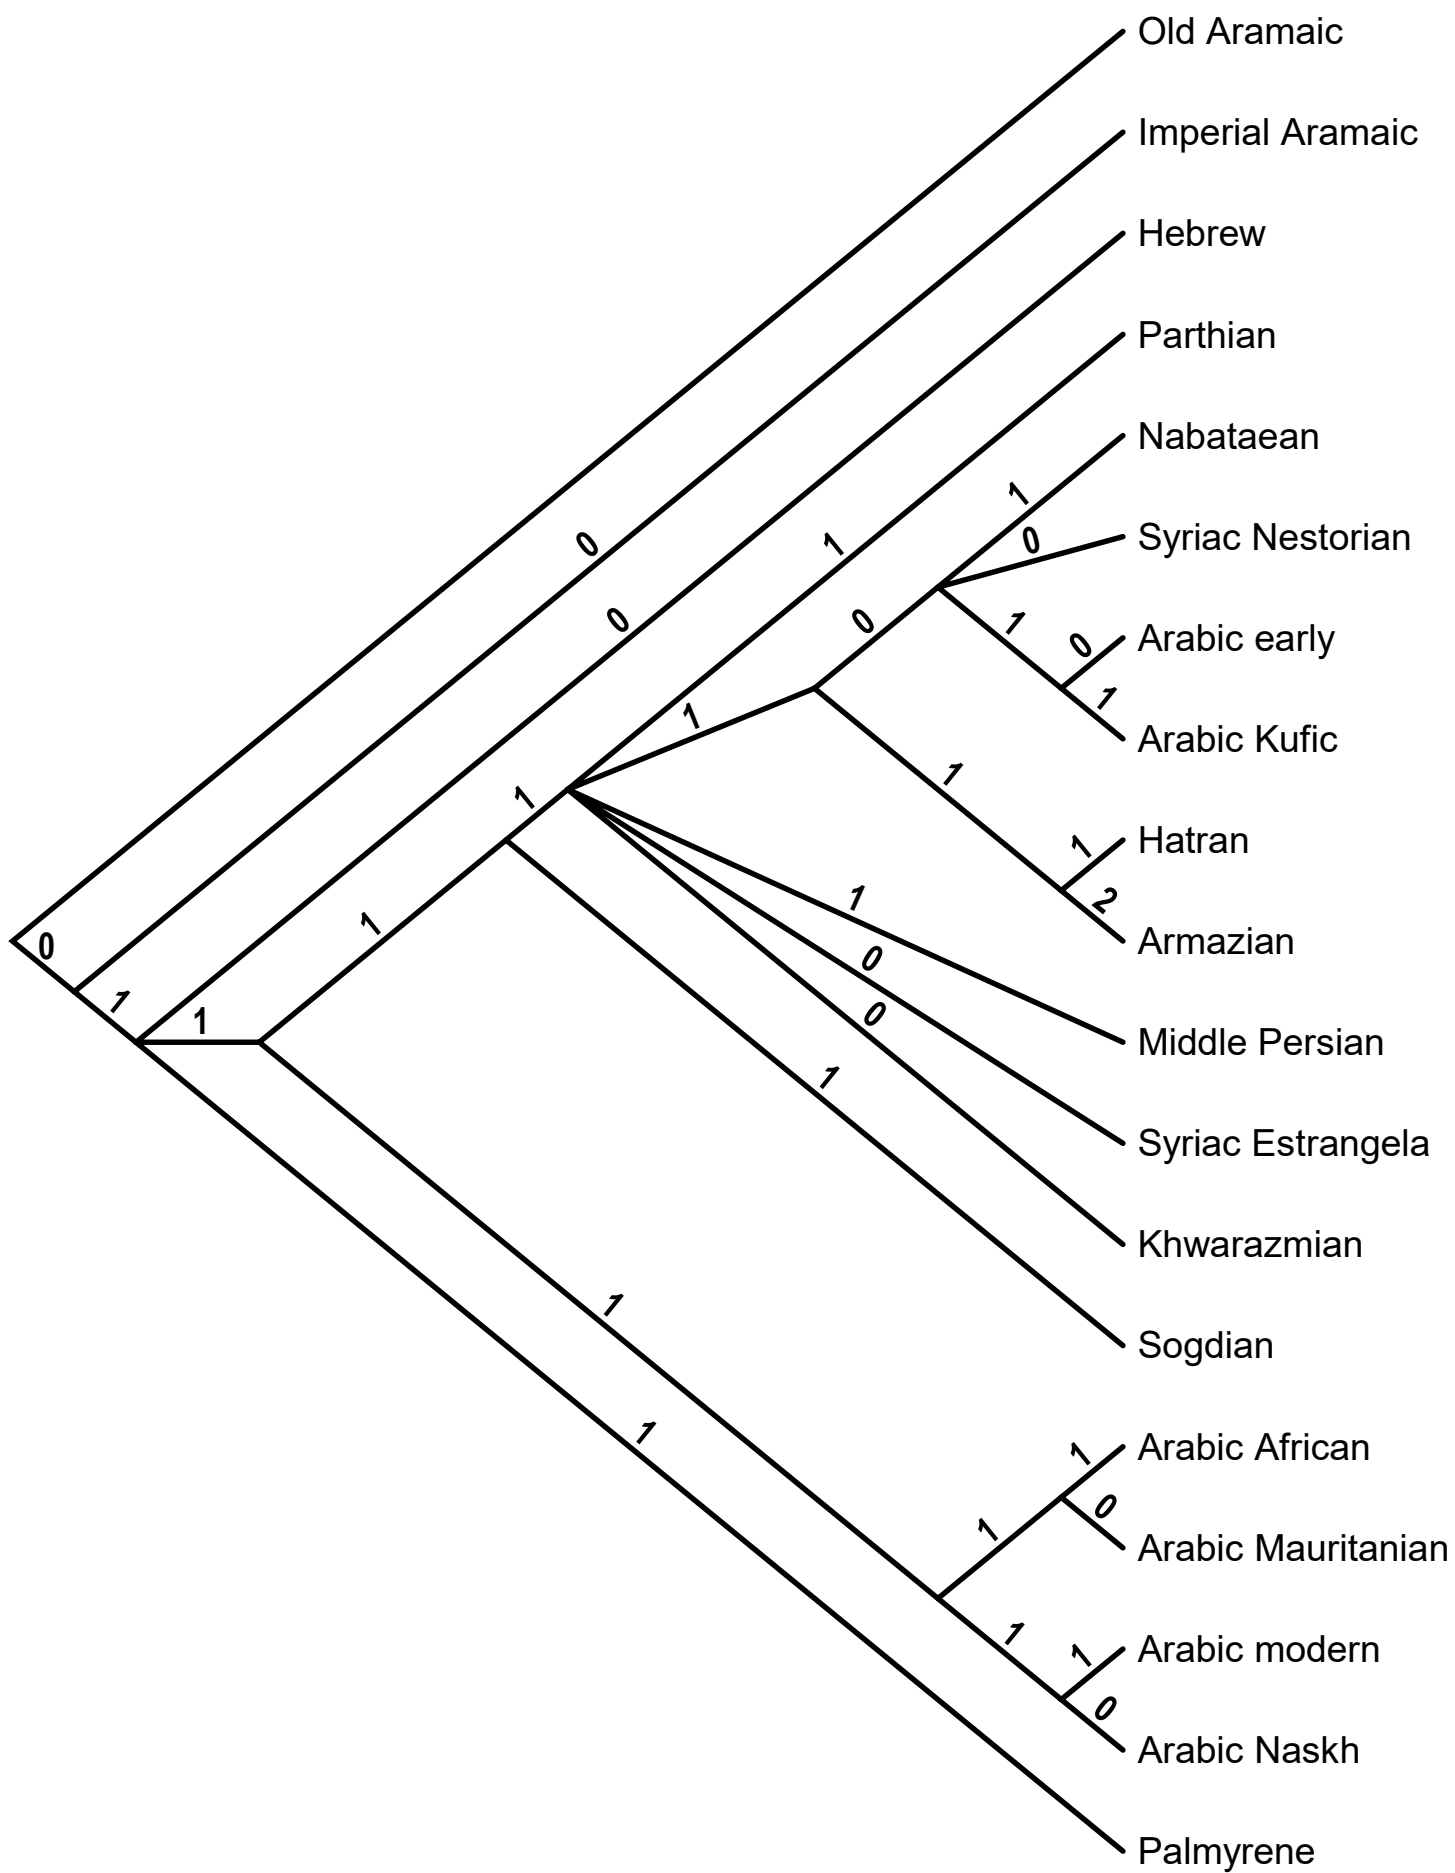 Old Aramaic
Imperial Aramaic
Hebrew
Parthian
Nabataean
1
0
Syriac Nestorian
0
1
0
1
0
Arabic early
1
0
1
Arabic Kufic
1
1
1
Hatran
1
2
Armazian
1
0
1
0
1
1
0
Middle Persian
0
1
Syriac Estrangela
Khwarazmian
1
Sogdian
1
1
Arabic African
1
0
Arabic Mauritanian
1
1
Arabic modern
0
Arabic Naskh
Palmyrene